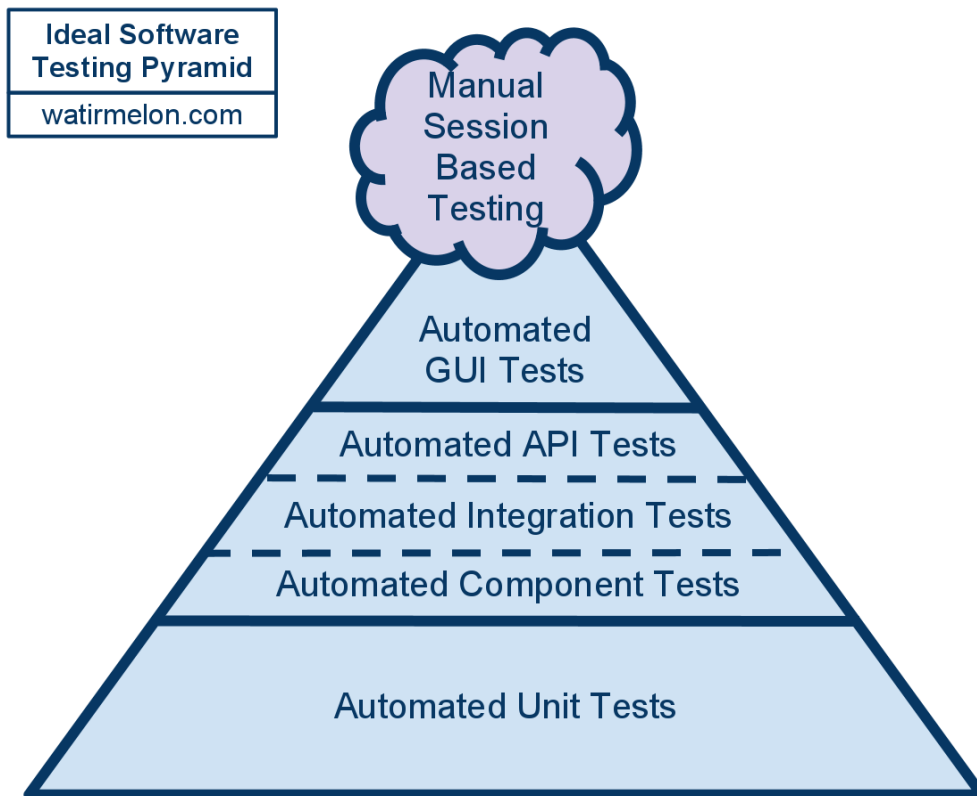 Ideal Software
Testing Pyramid
watirmelon.com
Manual
Session
Based
Testing
Automated
GUI Tests
Automated API Tests
Automated Integration Tests
Automated Component Tests
Automated Unit Tests